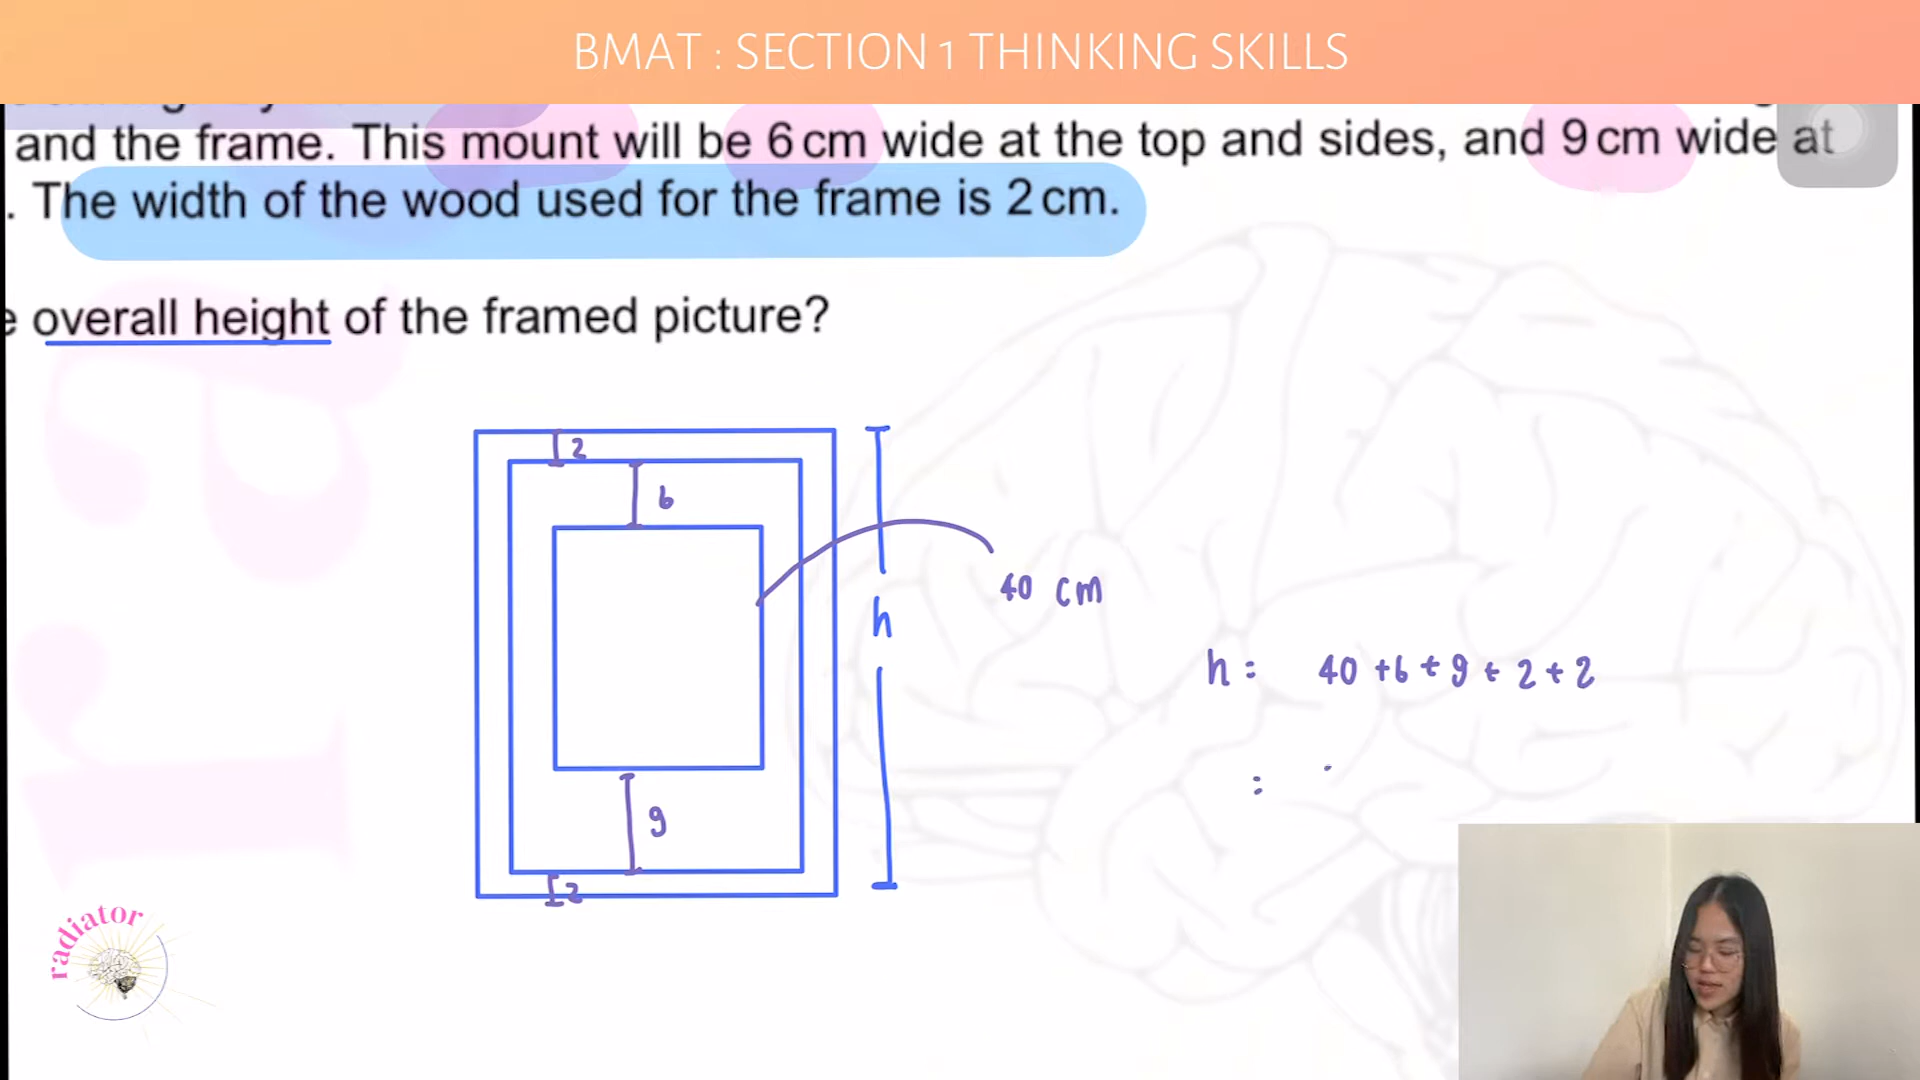 BMAT : SECTION 1 THINKING SKILLS
and the frame. This mount will be 6 cm wide at the top and sides, and 9 cm wide at
. The width of the wood used for the frame is 2 cm.
e overall height of the framed picture?
2
6
40 cm
h
h = 40 + 6 + 9 + 2 + 2
=
9
2
radiator